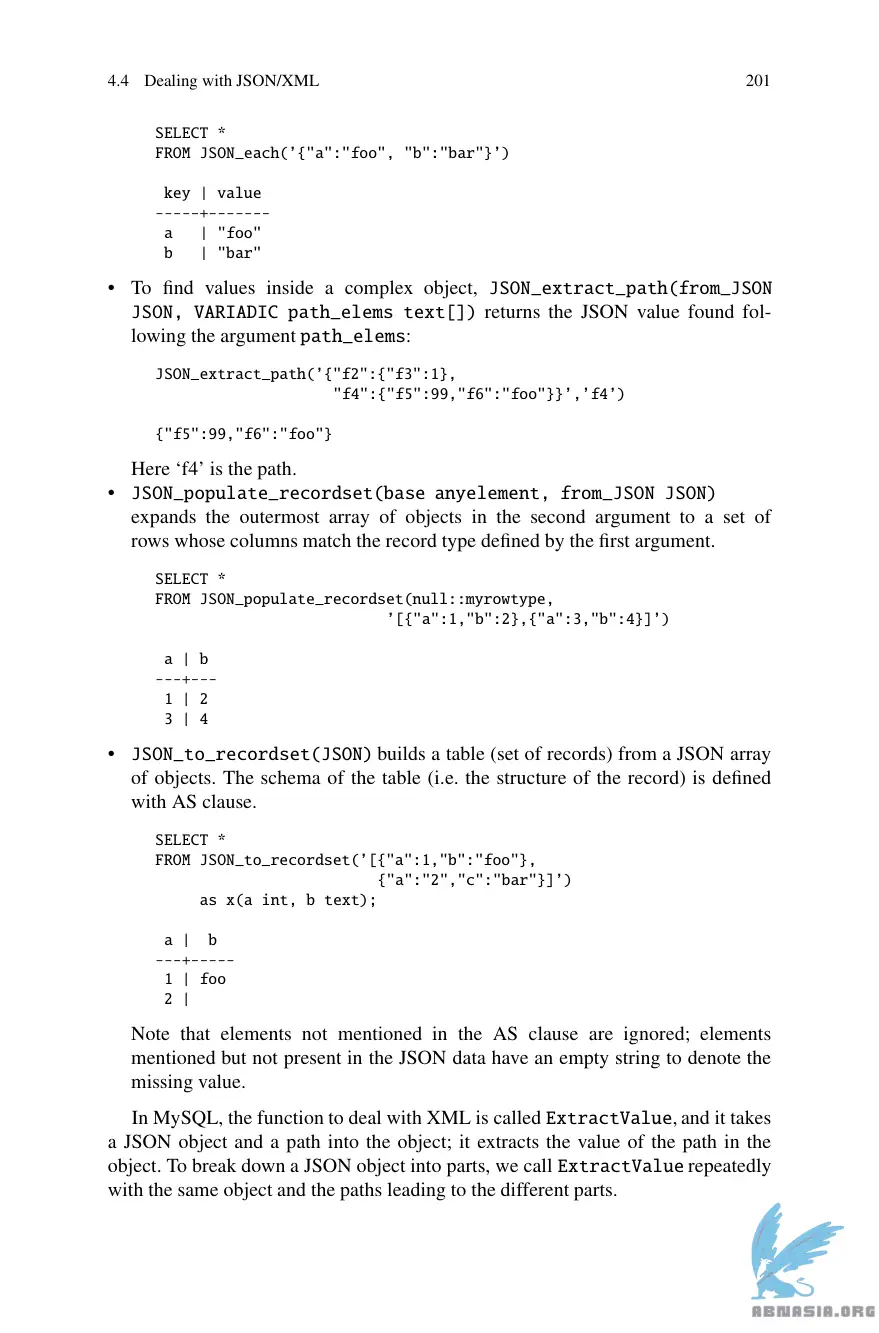 4.4 Dealing with JSON/XML 201
SELECT *
FROM JSON_each(’{"a":"foo", "b":"bar"}’)
key | value
-----+-------
a | "foo"
b | "bar"
• To find values inside a complex object, JSON_extract_path(from_JSON
JSON, VARIADIC path_elems text[]) returns the JSON value found fol-
lowing the argument path_elems:
JSON_extract_path(’{"f2":{"f3":1},
"f4":{"f5":99,"f6":"foo"}}’,’f4’)
{"f5":99,"f6":"foo"}
Here ‘f4’ is the path.
• JSON_populate_recordset(base anyelement, from_JSON JSON)
expands the outermost array of objects in the second argument to a set of
rows whose columns match the record type defined by the first argument.
SELECT *
FROM JSON_populate_recordset(null::myrowtype,
’[{"a":1,"b":2},{"a":3,"b":4}]’)
a | b
---+---
1 | 2
3 | 4
• JSON_to_recordset(JSON) builds a table (set of records) from a JSON array
of objects. The schema of the table (i.e. the structure of the record) is defined
with AS clause.
SELECT *
FROM JSON_to_recordset(’[{"a":1,"b":"foo"},
{"a":"2","c":"bar"}]’)
as x(a int, b text);
a | b
---+-----
1 | foo
2 |
Note that elements not mentioned in the AS clause are ignored; elements
mentioned but not present in the JSON data have an empty string to denote the
missing value.
In MySQL, the function to deal with XML is called ExtractValue, and it takes
a JSON object and a path into the object; it extracts the value of the path in the
object. To break down a JSON object into parts, we call ExtractValue repeatedly
with the same object and the paths leading to the different parts.
ABNASIA.ORG